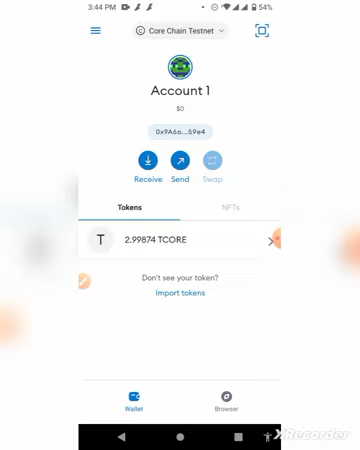 3:44 PM 54%
Core Chain Testnet
Account 1
$0
0x9A6a...59e4
Receive Send Swap
Tokens NFTs
T 2.99874 TCORE
Don't see your token?
Import tokens
Wallet Browser
XRecorder